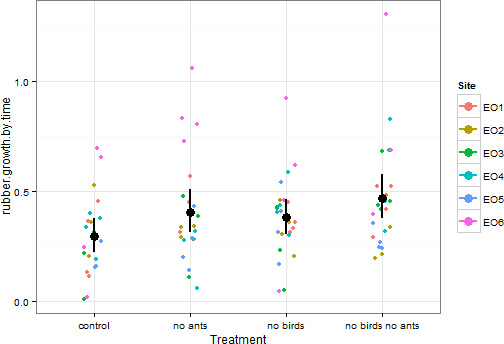 rubber growth by time
1.0
0.5
0.0
control
no ants
no birds
no birds no ants
Treatment
Site
EO1
EO2
EO3
EO4
EO5
EO6